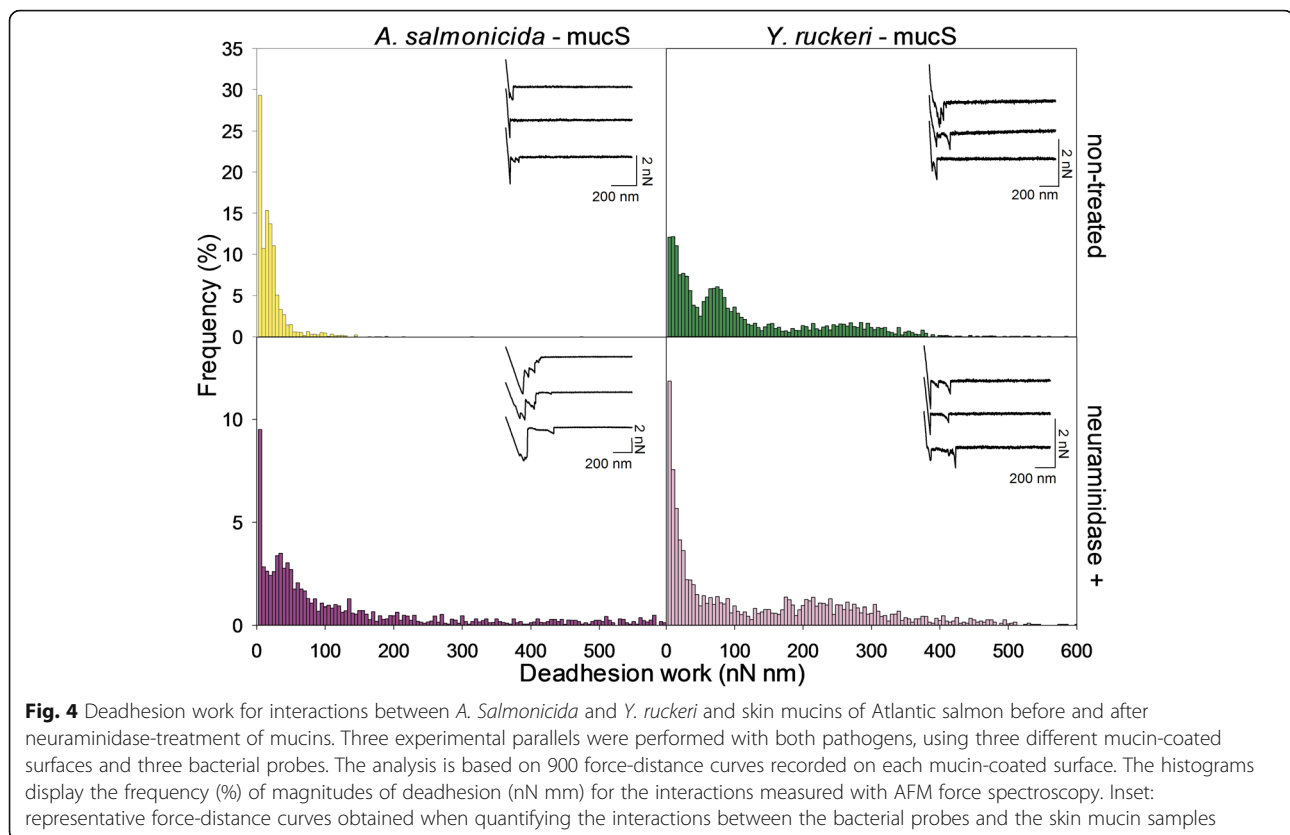 A. salmonicida - mucS
Y. ruckeri - mucS
35
30
25
20
15
10
5
0
2 nN
200 nm
2 nN
200 nm
non-treated
Frequency (%)
10
5
0
2 nN
200 nm
2 nN
200 nm
neuraminidase +
0 100 200 300 400 500 0 100 200 300 400 500 600
Deadhesion work (nN nm)
Fig. 4 Deadhesion work for interactions between A. Salmonicida and Y. ruckeri and skin mucins of Atlantic salmon before and after
neuraminidase-treatment of mucins. Three experimental parallels were performed with both pathogens, using three different mucin-coated
surfaces and three bacterial probes. The analysis is based on 900 force-distance curves recorded on each mucin-coated surface. The histograms
display the frequency (%) of magnitudes of deadhesion (nN mm) for the interactions measured with AFM force spectroscopy. Inset:
representative force-distance curves obtained when quantifying the interactions between the bacterial probes and the skin mucin samples